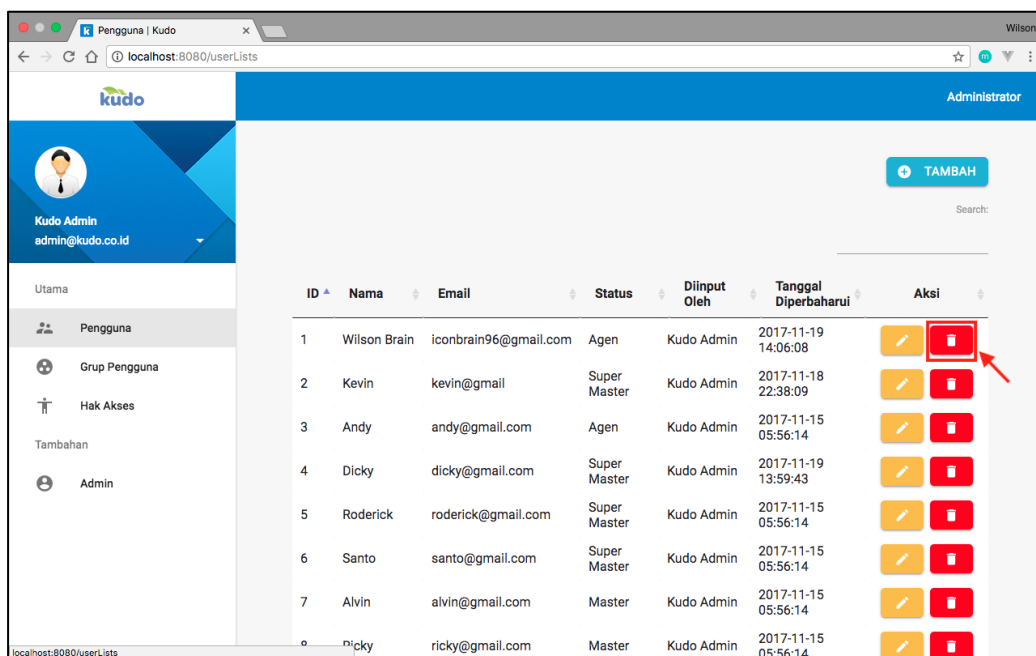 Pengguna | Kudo
Wilson
localhost:8080/userLists
kudo
Administrator
Kudo Admin
admin@kudo.co.id
TAMBAH
Search:
Utama
Pengguna
Grup Pengguna
Hak Akses
Tambahan
Admin
ID Nama Email Status Diinput Oleh Tanggal Diperbaharui Aksi
1 Wilson Brain iconbrain96@gmail.com Agen Kudo Admin 2017-11-19 14:06:08
2 Kevin kevin@gmail Super Master Kudo Admin 2017-11-18 22:38:09
3 Andy andy@gmail.com Agen Kudo Admin 2017-11-15 05:56:14
4 Dicky dicky@gmail.com Super Master Kudo Admin 2017-11-19 13:59:43
5 Roderick roderick@gmail.com Super Master Kudo Admin 2017-11-15 05:56:14
6 Santo santo@gmail.com Super Master Kudo Admin 2017-11-15 05:56:14
7 Alvin alvin@gmail.com Master Kudo Admin 2017-11-15 05:56:14
8 Ricky ricky@gmail.com Master Kudo Admin 2017-11-15 05:56:14
localhost:8080/userLists